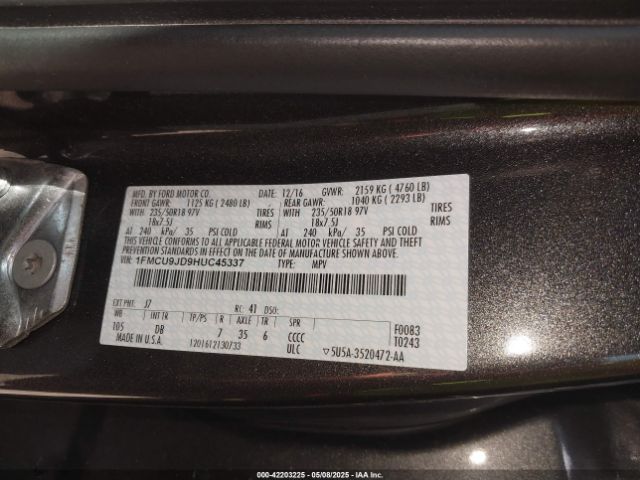 MFD. BY FORD MOTOR CO. DATE: 12/16 GVWR: 2159 KG ( 4760 LB)
FRONT GAWR: 1125 KG ( 2480 LB) REAR GAWR: 1040 KG ( 2293 LB)
WITH 235/50R18 97V TIRES WITH 235/50R18 97V TIRES
18x7.5J RIMS 18x7.5J RIMS
AT 240 kPa/ 35 PSI COLD AT 240 kPa/ 35 PSI COLD
THIS VEHICLE CONFORMS TO ALL APPLICABLE FEDERAL MOTOR VEHICLE SAFETY AND THEFT
PREVENTION STANDARDS IN EFFECT ON THE DATE OF MANUFACTURE SHOWN ABOVE.
VIN: 1FMCU9JD9HUC45337 TYPE: MPV
EXT PNT: J7 RC: 41 DSO:
WB INT TR TP/PS R AXLE TR SPR F0083
105 DB 7 35 6 CCCC T0243
MADE IN U.S.A. 1201612130733 ULC ▽5U5A-3520472-AA
000-42203225 - 05/08/2025 - IAA Inc.